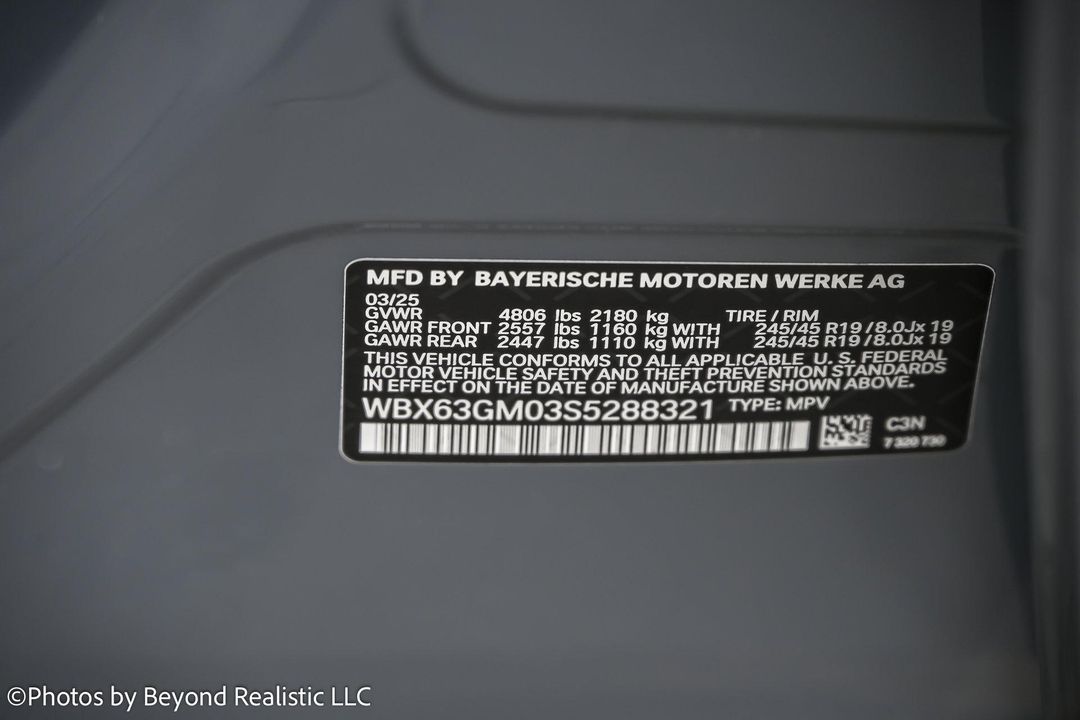 MFD BY BAYERISCHE MOTOREN WERKE AG
03/25
GVWR 4806 lbs 2180 kg TIRE / RIM
GAWR FRONT 2557 lbs 1160 kg WITH 245/45 R19 / 8.0Jx 19
GAWR REAR 2447 lbs 1110 kg WITH 245/45 R19 / 8.0Jx 19
THIS VEHICLE CONFORMS TO ALL APPLICABLE U. S. FEDERAL
MOTOR VEHICLE SAFETY AND THEFT PREVENTION STANDARDS
IN EFFECT ON THE DATE OF MANUFACTURE SHOWN ABOVE.
WBX63GM03S5288321 TYPE: MPV
C3N
7 320 730
©Photos by Beyond Realistic LLC